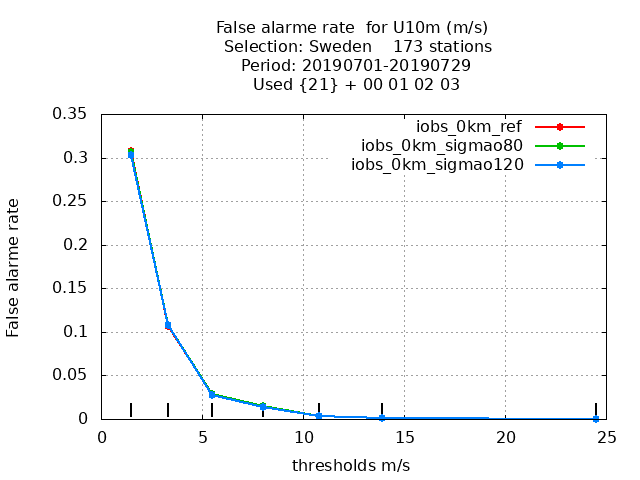 False alarme rate  for U10m (m/s)
Selection: Sweden    173 stations
Period: 20190701-20190729
Used {21} + 00 01 02 03
iobs_0km_ref
iobs_0km_sigmao80
iobs_0km_sigmao120
False alarme rate
0.35
0.3
0.25
0.2
0.15
0.1
0.05
0
0 5 10 15 20 25
thresholds m/s